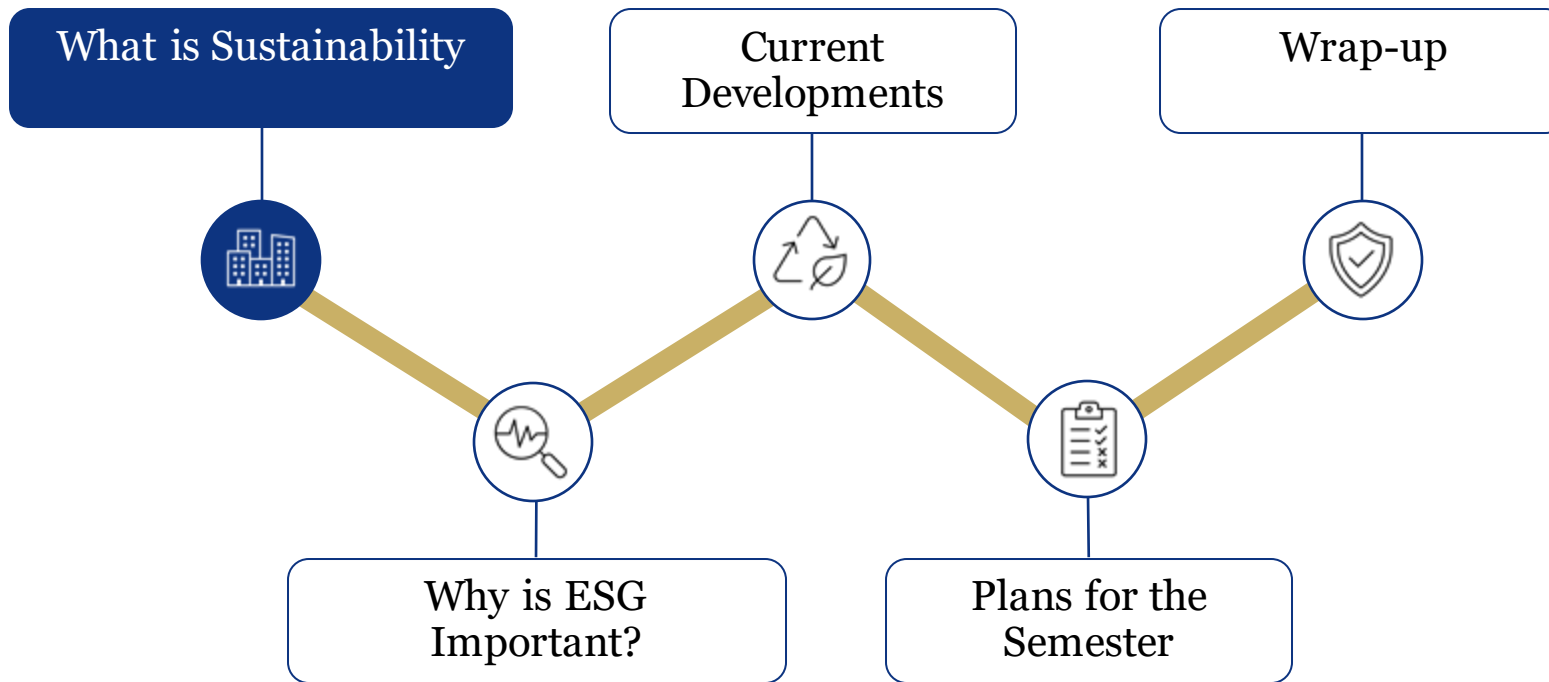 What is Sustainability
Current
Developments
Wrap-up
Why is ESG
Important?
Plans for the
Semester